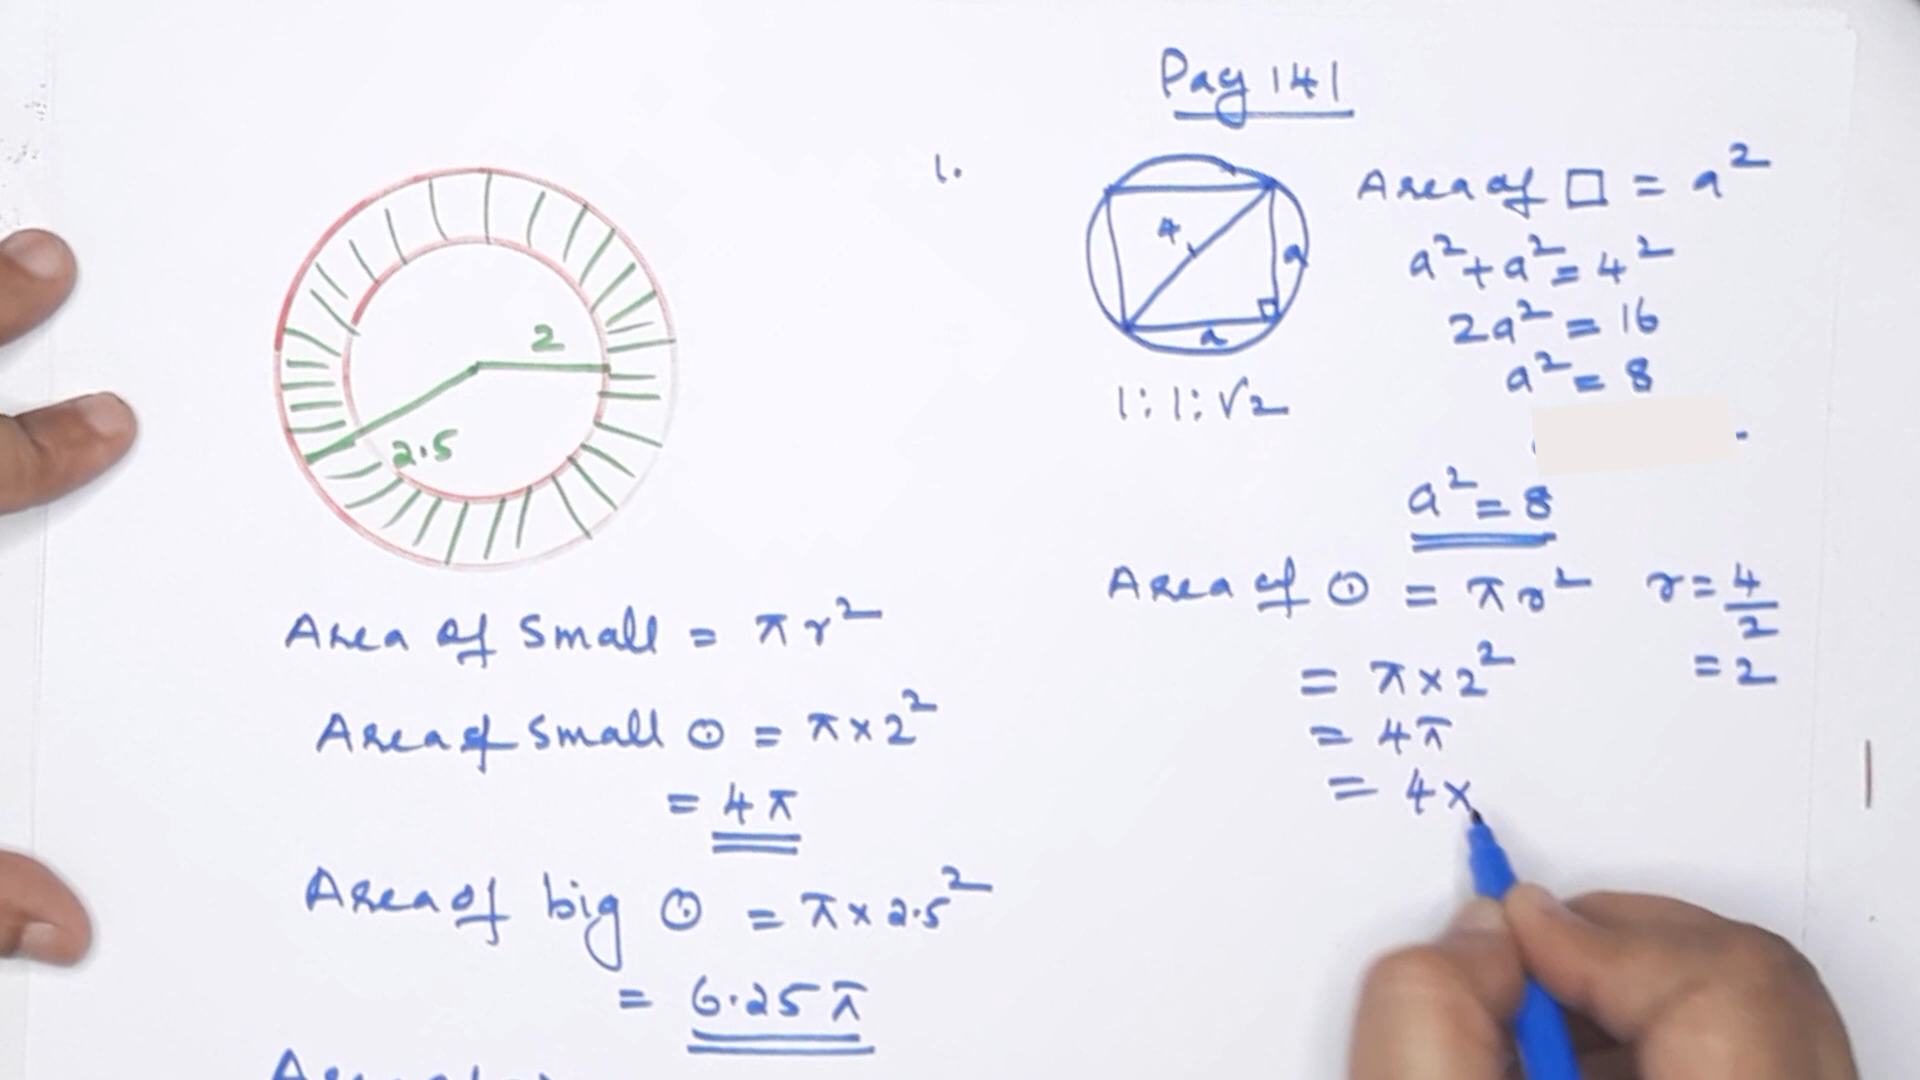 Pag 141
1.
4
a
a
1:1:√2
Area of □ = a²
a²+a²=4²
2a²=16
a²=8
a²=8
Area of ⊙ = πr²
r=4/2
=2
=π×2²
=4π
=4×
2
2.5
Area of small = πr²
Area of small ⊙ = π×2²
=4π
Area of big ⊙ = π×2.5²
=6.25π